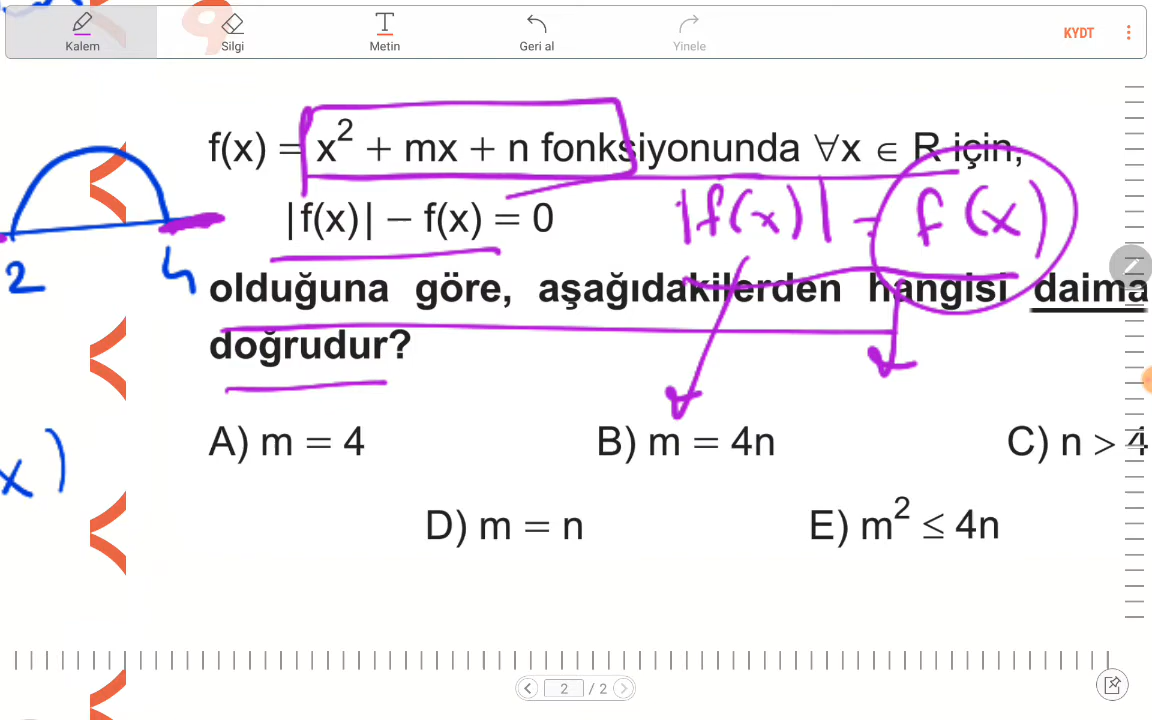 Kalem Silgi Metin Geri al Yinele KYDT
f(x) = x² + mx + n fonksiyonunda ∀x ∈ R için,
|f(x)| − f(x) = 0 |f(x)| = f(x)
2 4
olduğuna göre, aşağıdakilerden hangisi daima
doğrudur?
A) m = 4 B) m = 4n C) n > 4
x)
D) m = n E) m² ≤ 4n
2 / 2